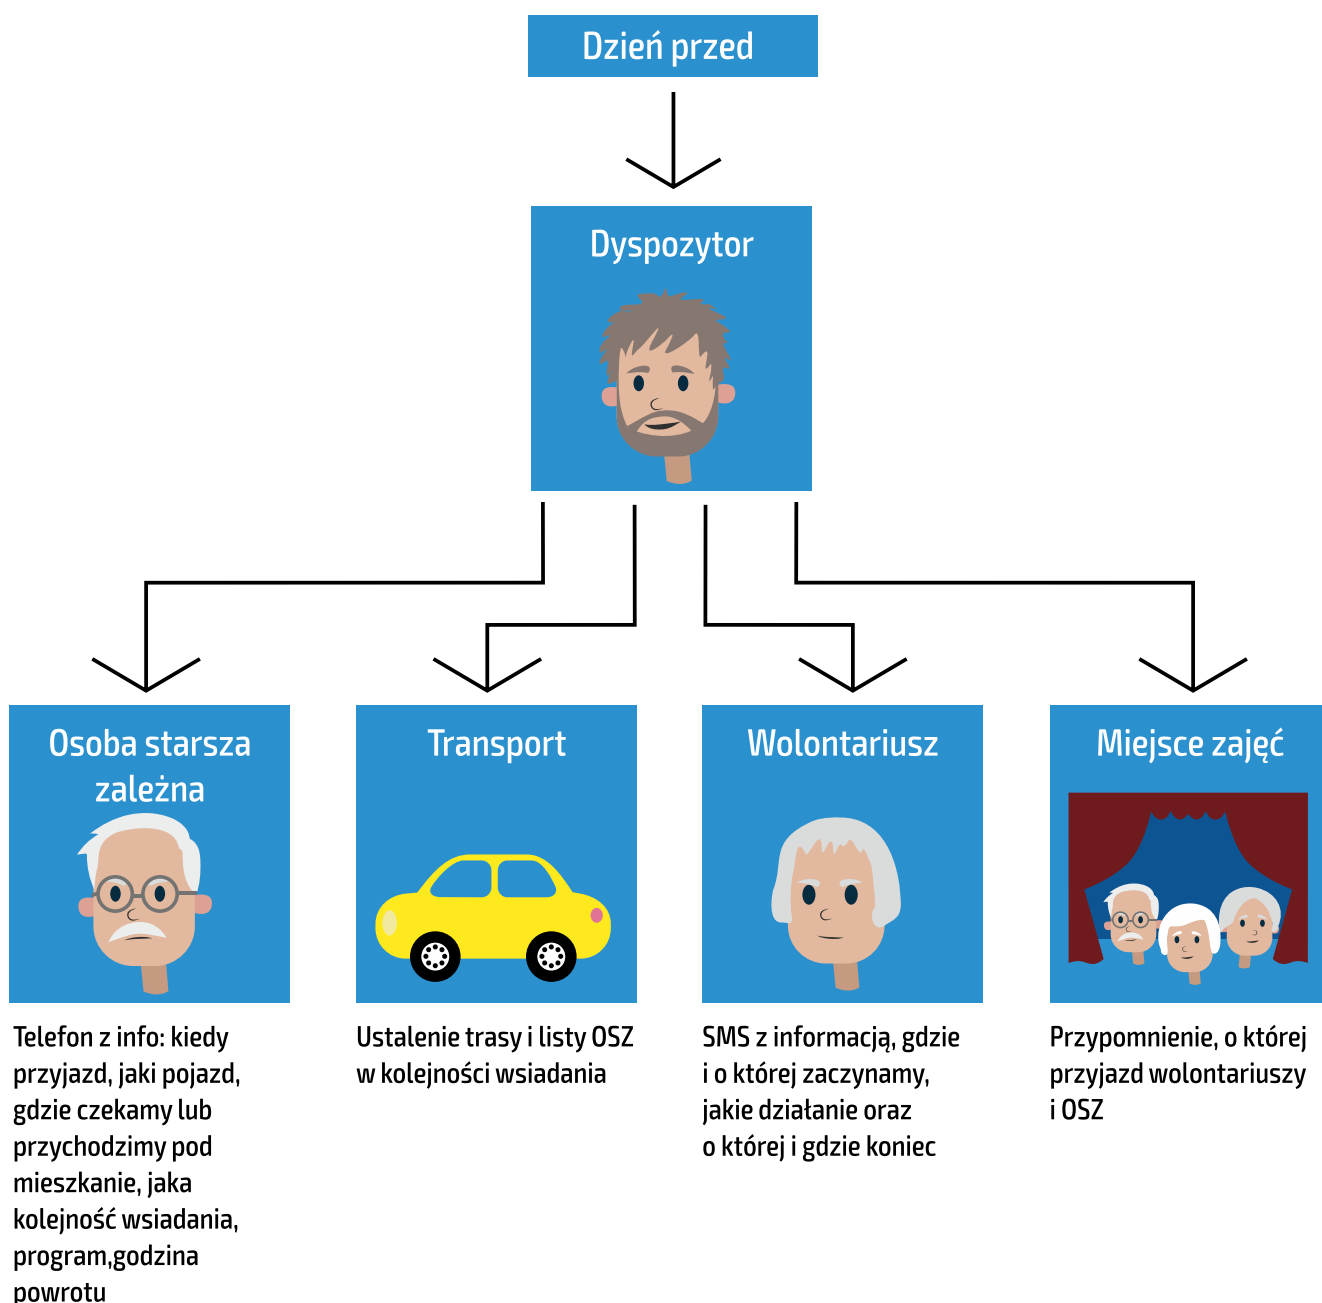 Dzień przed
Dyspozytor
Osoba starsza
zależna
Telefon z info: kiedy
przyjazd, jaki pojazd,
gdzie czekamy lub
przychodzimy pod
mieszkanie, jaka
kolejność wsiadania,
program,godzina
powrotu
Transport
Ustalenie trasy i listy OSZ
w kolejności wsiadania
Wolontariusz
SMS z informacją, gdzie
i o której zaczynamy,
jakie działanie oraz
o której i gdzie koniec
Miejsce zajęć
Przypomnienie, o której
przyjazd wolontariuszy
i OSZ